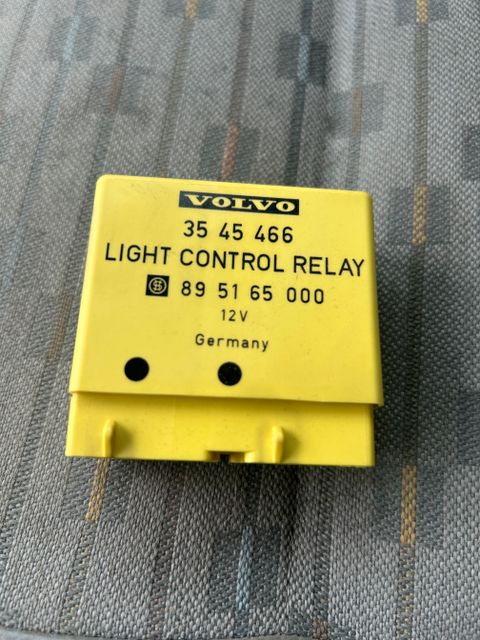 VOLVO
35 45 466
LIGHT CONTROL RELAY
89 51 65 000
12V
Germany